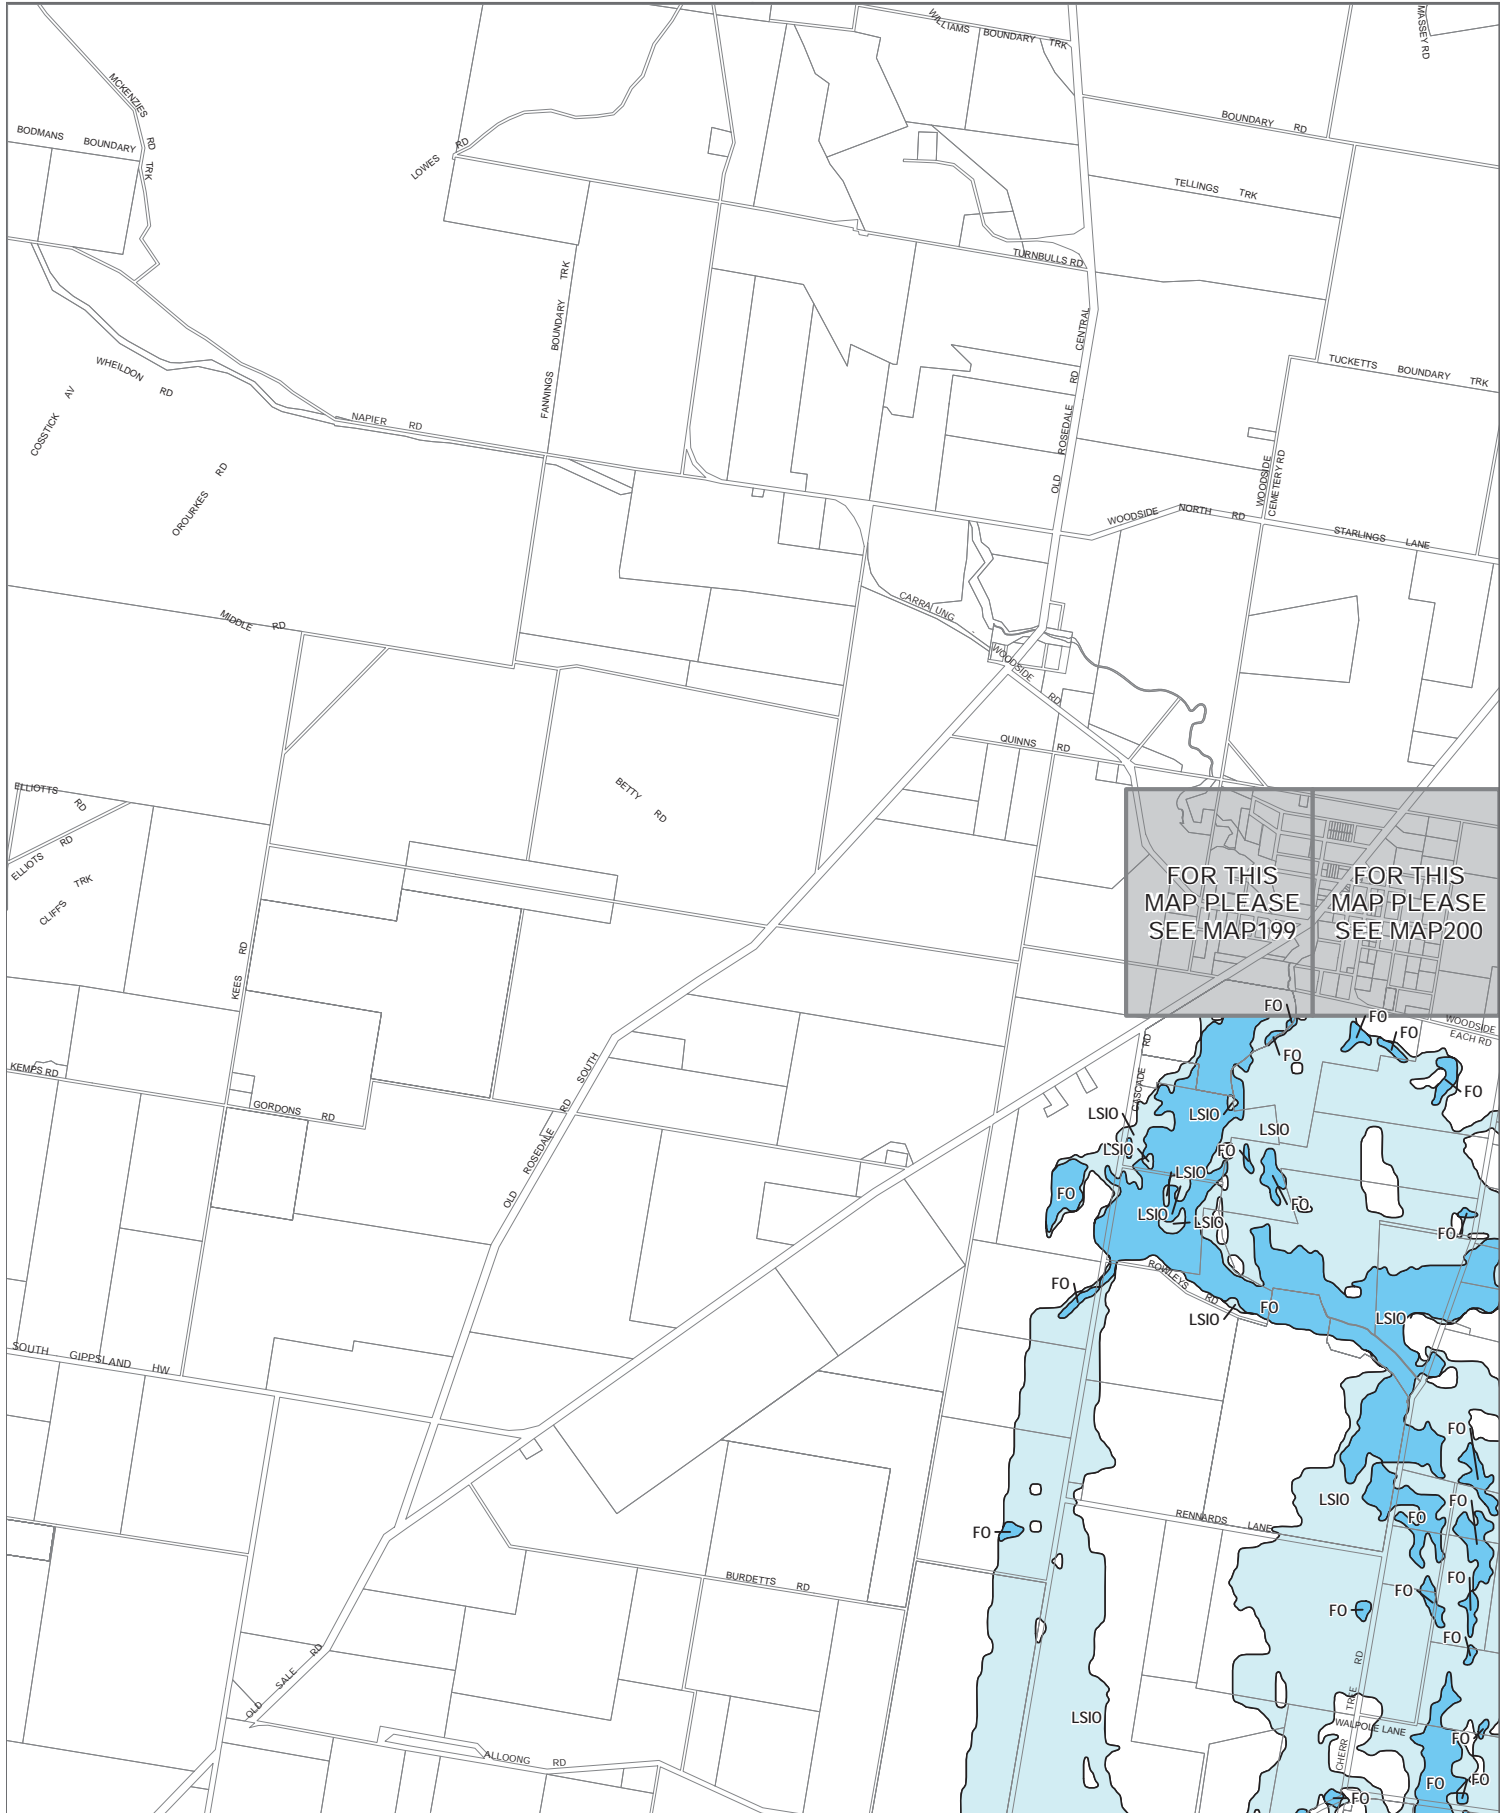 WILLIAMS BOUNDARY TRK
MASSEY RD
MCKENZIES RD TRK
BODMANS BOUNDARY
BOUNDARY RD
LOWES RD
TELLINGS TRK
TURNBULLS RD
FANNINGS BOUNDARY TRK
OLD ROSEDALE RD CENTRAL
WHEILDON RD
COSSTICK AV
NAPIER RD
TUCKETTS BOUNDARY TRK
OROURKES RD
WOODSIDE
CEMETERY RD
WOODSIDE NORTH RD
STARLINGS LANE
MIDDLE RD
CARRALUNG
WOODSIDE RD
QUINNS RD
ELLIOTTS RD
BETTY RD
ELLIOTS RD
CLIFFS TRK
FOR THIS
MAP PLEASE
SEE MAP199
FOR THIS
MAP PLEASE
SEE MAP200
KEES RD
FO
FO
WOODSIDE
EACH RD
FO
FO
CASCADE RD
KEMPS RD
OLD ROSEDALE RD SOUTH
FO
GORDONS RD
LSIO
LSIO
LSIO
LSIO
FO
LSIO
FO
FO
LSIO
LSIO
FO
ROWLEYS RD
FO
FO
LSIO
LSIO
SOUTH GIPPSLAND HW
FO
LSIO
FO
FO
RENNARDS LANE
FO
BURDETTS RD
FO
FO
FO
FO
OLD SALE RD
LSIO
CHERR TREE RD
WALPOLE LANE
FO
ALLOONG RD
FO
FO
FO